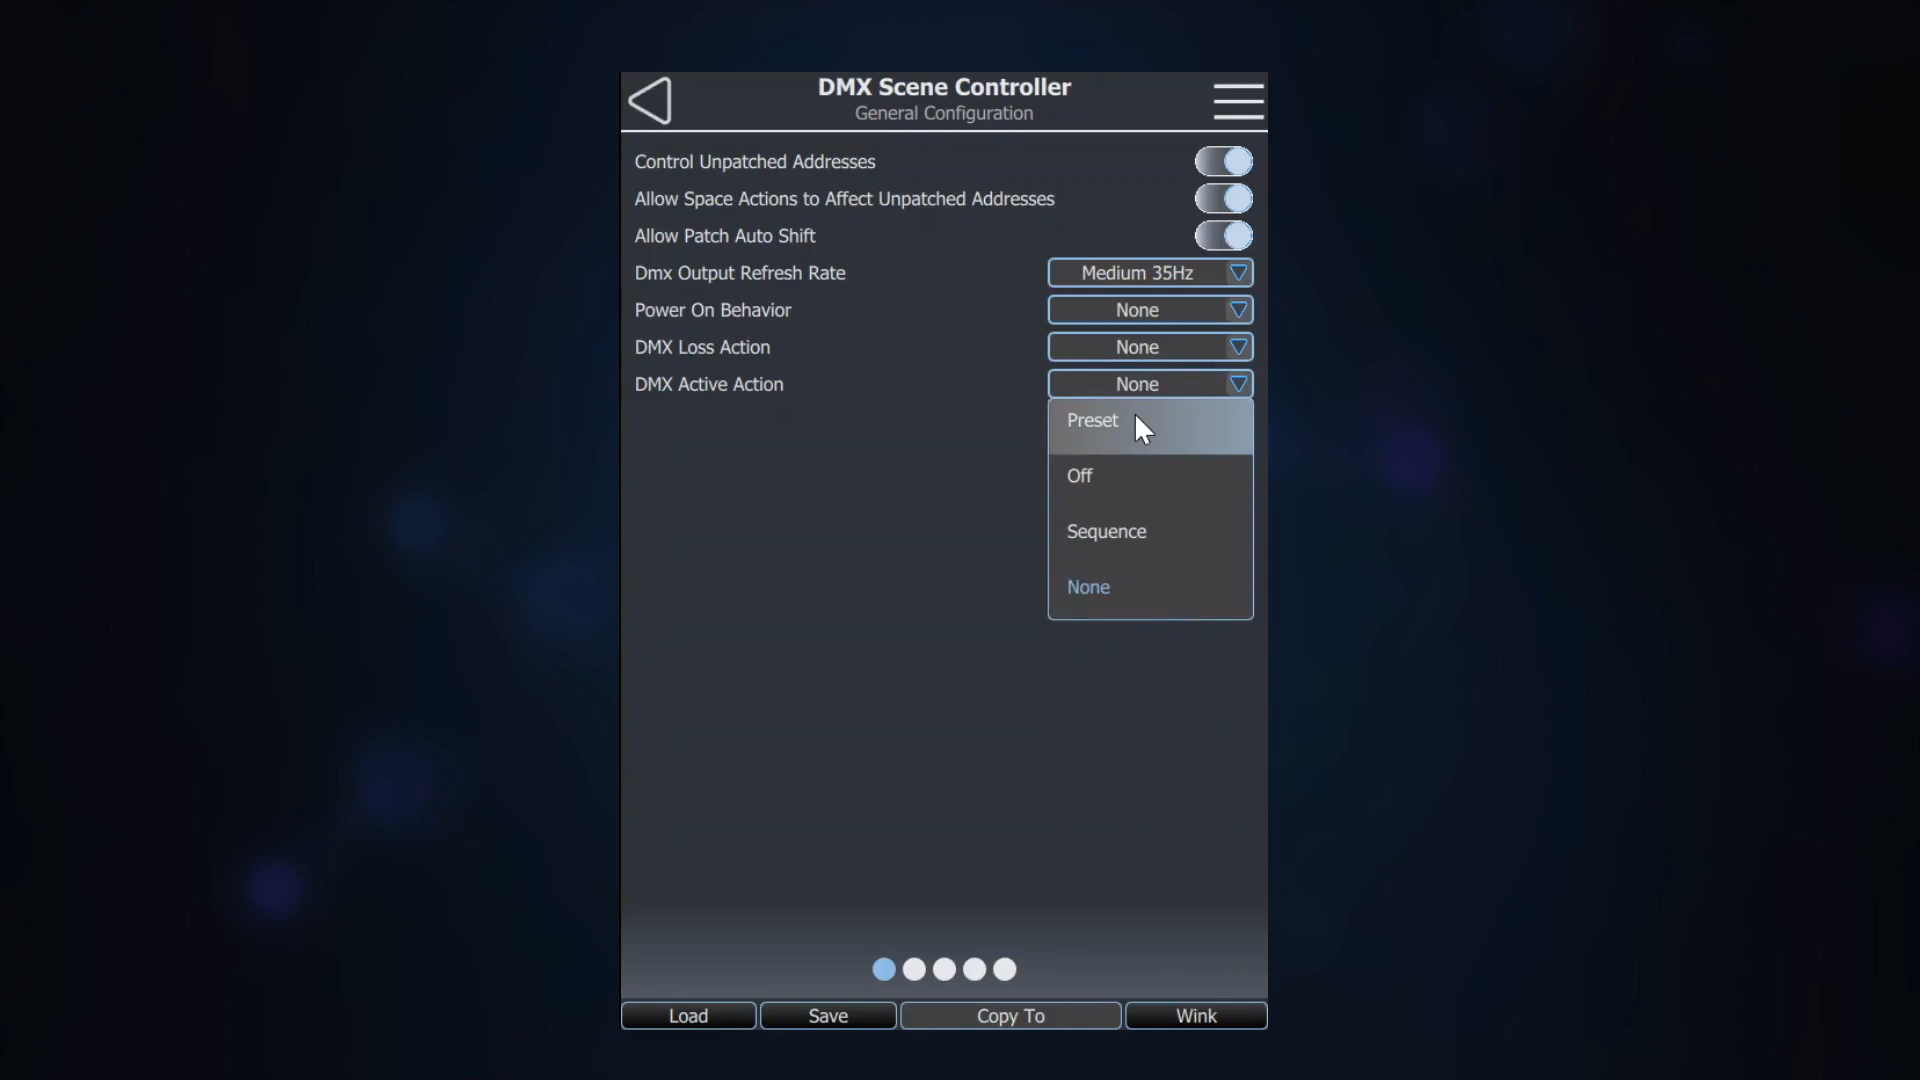 DMX Scene Controller
General Configuration
Control Unpatched Addresses
Allow Space Actions to Affect Unpatched Addresses
Allow Patch Auto Shift
Dmx Output Refresh Rate Medium 35Hz
Power On Behavior None
DMX Loss Action None
DMX Active Action None
Preset
Off
Sequence
None
Load Save Copy To Wink